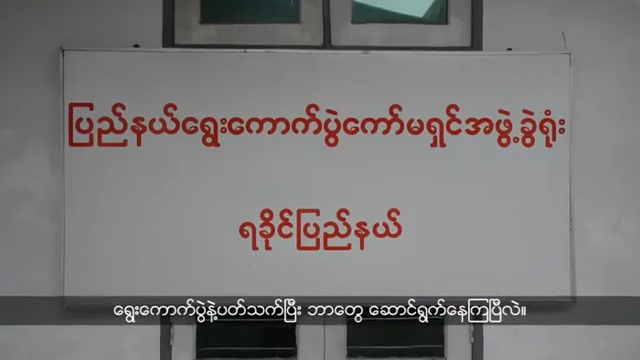 ပြည်နယ်ရွေးကောက်ပွဲကော်မရှင်အဖွဲ့ခွဲရုံး
ရခိုင်ပြည်နယ်
ရွေးကောက်ပွဲနဲ့ပတ်သက်ပြီး ဘာတွေ ဆောင်ရွက်နေကြပြီလဲ။